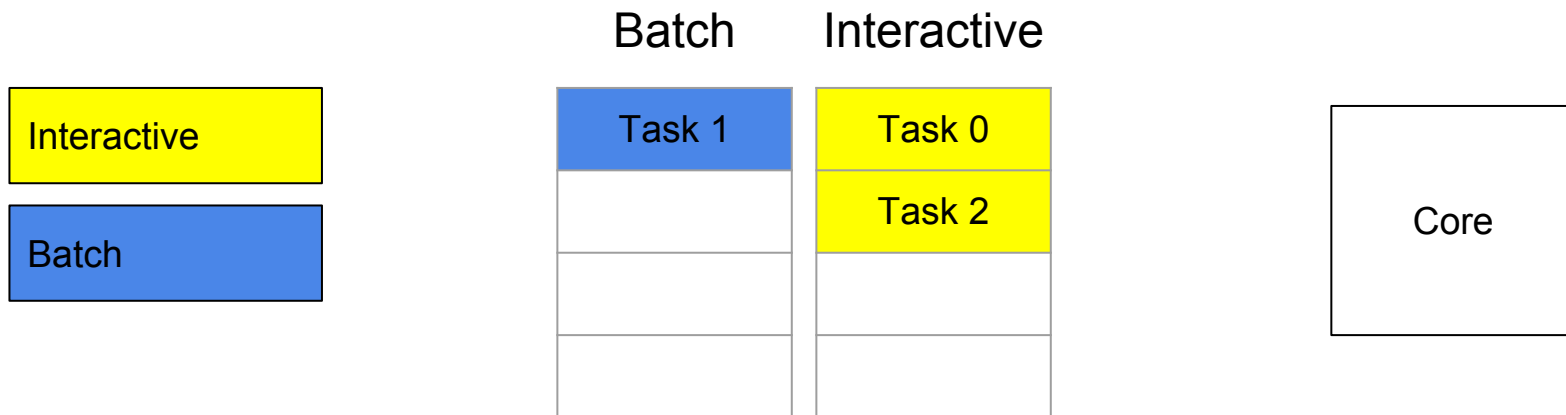 Batch Interactive
Interactive
Batch
Task 1 Task 0
Task 2
Core